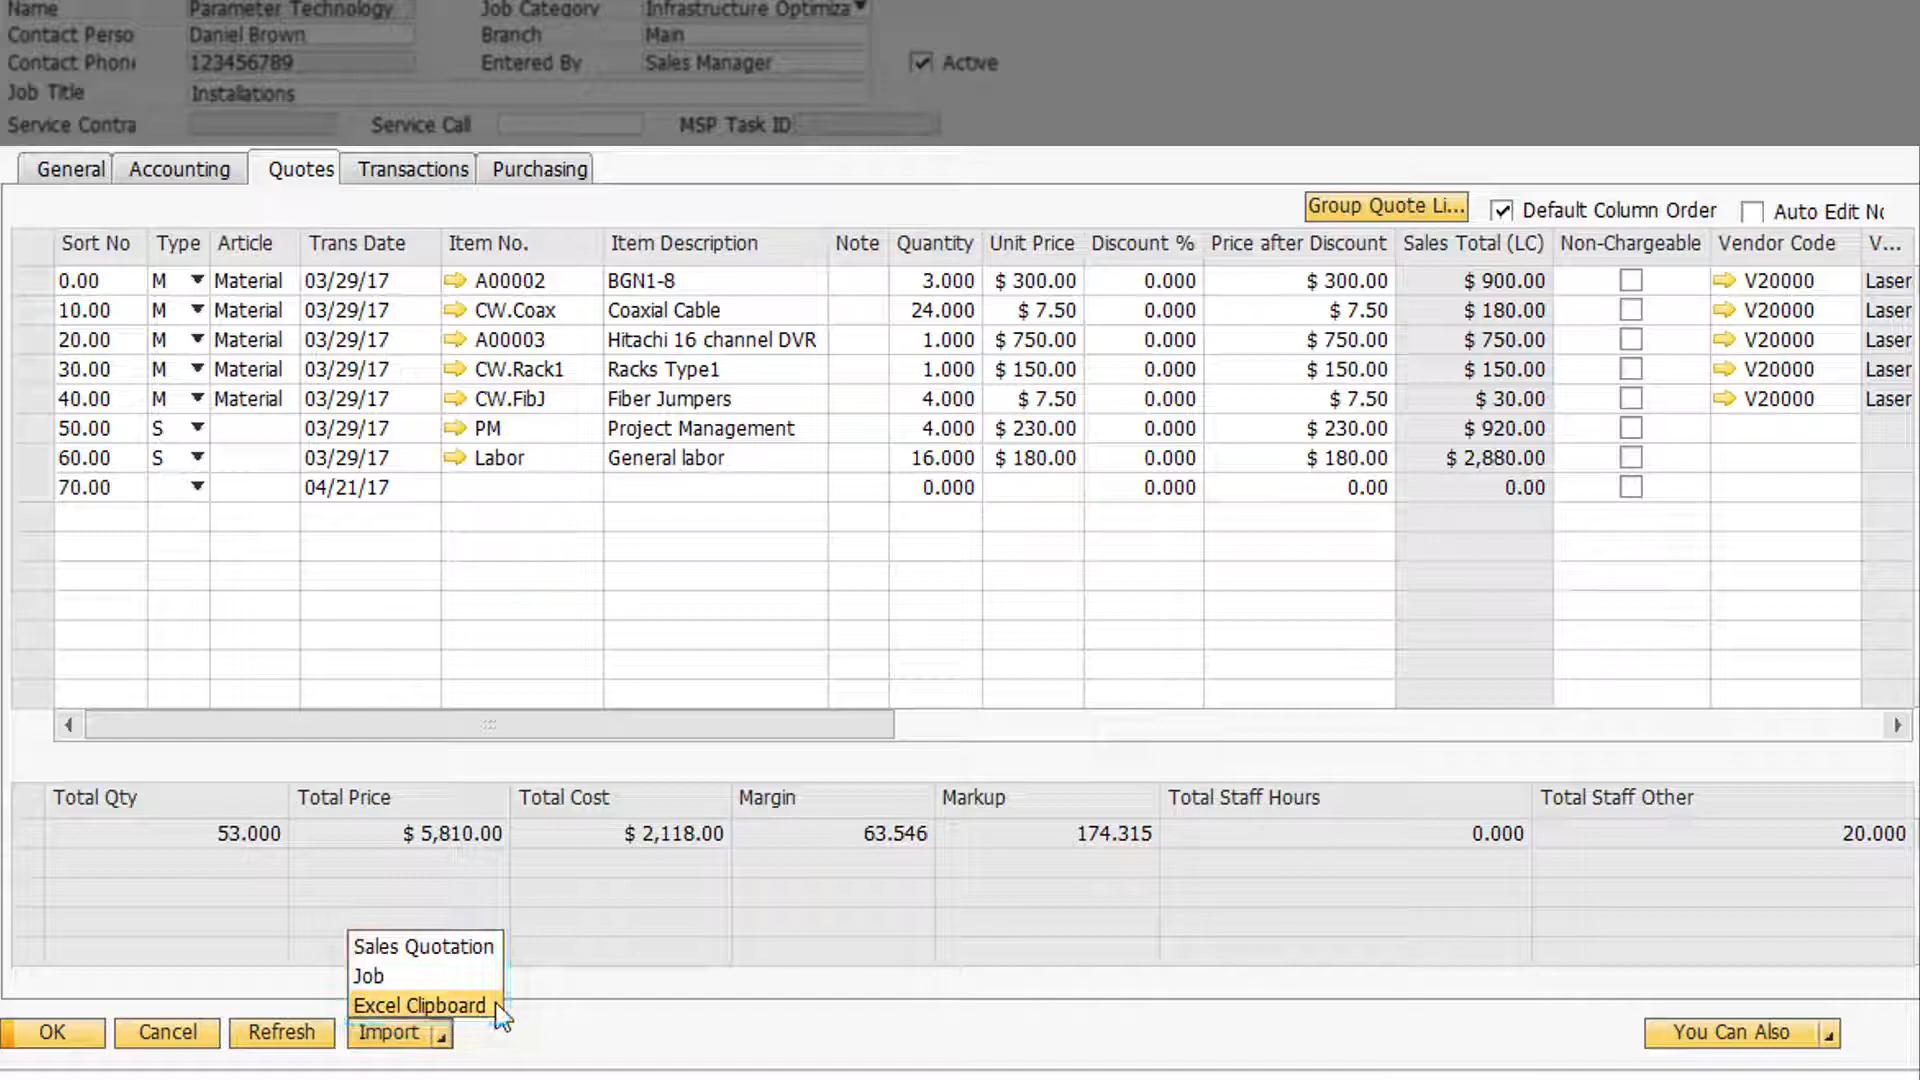 Name Parameter Technology Job Category Infrastructure Optimiza
Contact Perso Daniel Brown Branch Main
Contact Phon 123456789 Entered By Sales Manager Active
Job Title Installations
Service Contra Service Call MSP Task ID
General Accounting Quotes Transactions Purchasing
Group Quote Li... Default Column Order Auto Edit No
Sort No Type Article Trans Date Item No. Item Description Note Quantity Unit Price Discount % Price after Discount Sales Total (LC) Non-Chargeable Vendor Code V...
0.00 M Material 03/29/17 A00002 BGN1-8 3.000 $ 300.00 0.000 $ 300.00 $ 900.00 V20000 Laser
10.00 M Material 03/29/17 CW.Coax Coaxial Cable 24.000 $ 7.50 0.000 $ 7.50 $ 180.00 V20000 Laser
20.00 M Material 03/29/17 A00003 Hitachi 16 channel DVR 1.000 $ 750.00 0.000 $ 750.00 $ 750.00 V20000 Laser
30.00 M Material 03/29/17 CW.Rack1 Racks Type1 1.000 $ 150.00 0.000 $ 150.00 $ 150.00 V20000 Laser
40.00 M Material 03/29/17 CW.FibJ Fiber Jumpers 4.000 $ 7.50 0.000 $ 7.50 $ 30.00 V20000 Laser
50.00 S 03/29/17 PM Project Management 4.000 $ 230.00 0.000 $ 230.00 $ 920.00
60.00 S 03/29/17 Labor General labor 16.000 $ 180.00 0.000 $ 180.00 $ 2,880.00
70.00 04/21/17 0.000 0.000 0.00 0.00
Total Qty Total Price Total Cost Margin Markup Total Staff Hours Total Staff Other
53.000 $ 5,810.00 $ 2,118.00 63.546 174.315 0.000 20.000
Sales Quotation
Job
Excel Clipboard
OK Cancel Refresh Import You Can Also